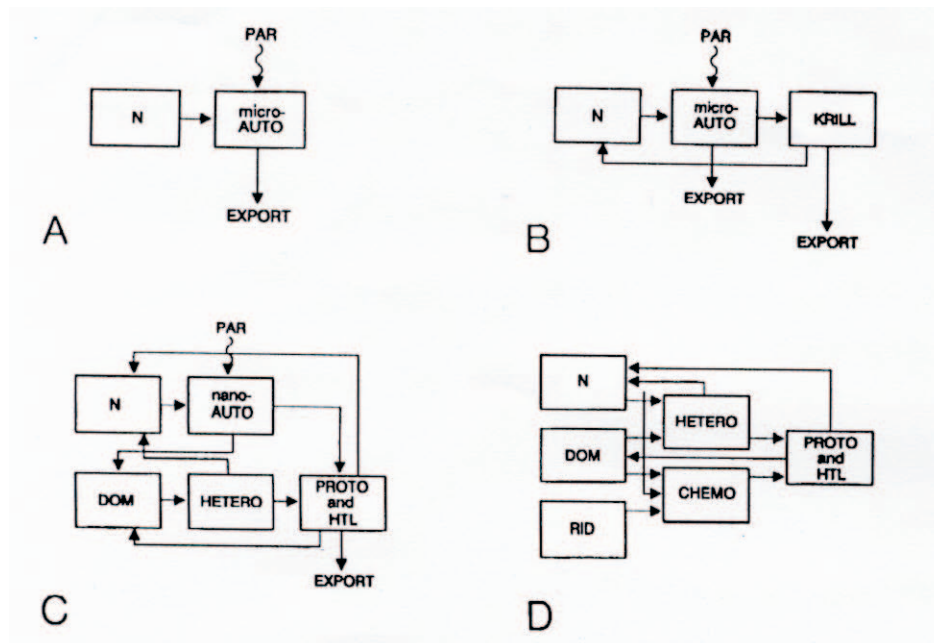 PAR
N
micro-
AUTO
EXPORT
A
PAR
N
micro-
AUTO
KRILL
EXPORT
EXPORT
B
PAR
N
nano-
AUTO
DOM
HETERO
PROTO
and
HTL
EXPORT
C
N
HETERO
DOM
PROTO
and
HTL
CHEMO
RID
D